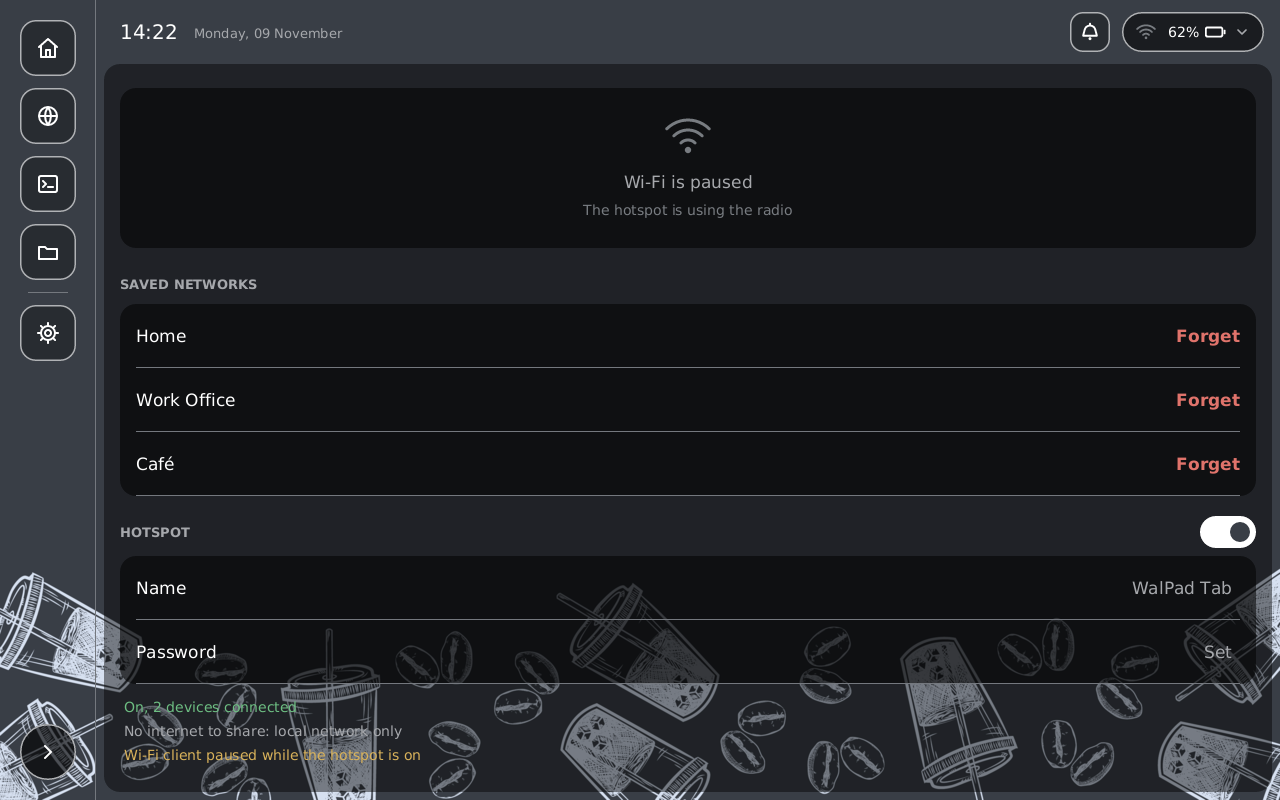 14:22 Monday, 09 November 62%
Wi-Fi is paused
The hotspot is using the radio
SAVED NETWORKS
Home Forget
Work Office Forget
Café Forget
HOTSPOT
Name WalPad Tab
Password Set
On, 2 devices connected
No internet to share: local network only
Wi-Fi client paused while the hotspot is on